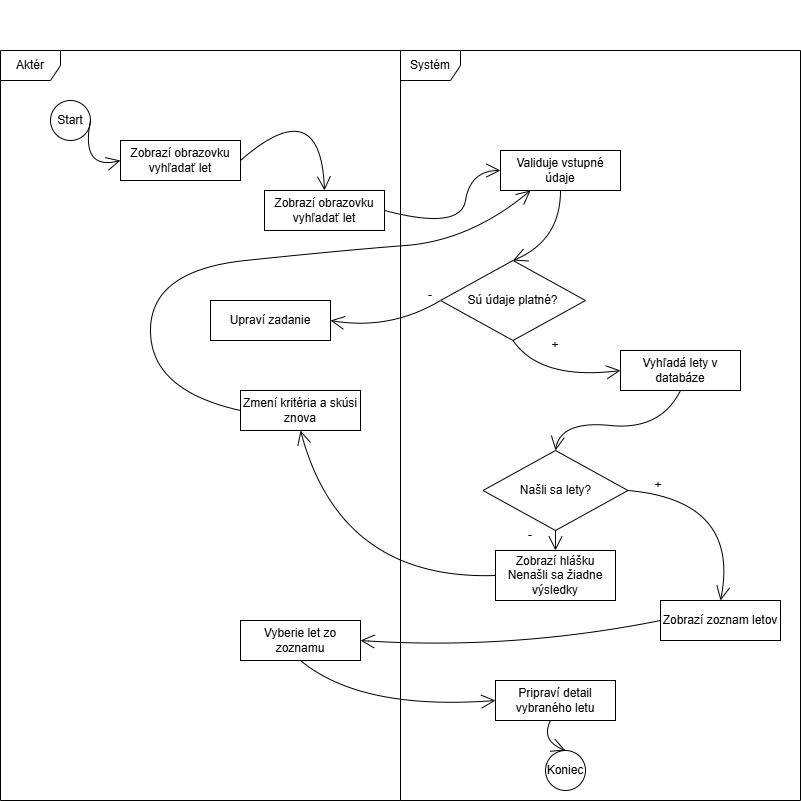 Aktér
Systém
Start
Zobrazí obrazovku
vyhľadať let
Validuje vstupné
údaje
Zobrazí obrazovku
vyhľadať let
Sú údaje platné?
-
Upraví zadanie
+
Vyhľadá lety v
databáze
Zmení kritéria a skúsi
znova
Našli sa lety?
+
-
Zobrazí hlášku
Nenašli sa žiadne
výsledky
Zobrazí zoznam letov
Vyberie let zo
zoznamu
Pripraví detail
vybraného letu
Koniec